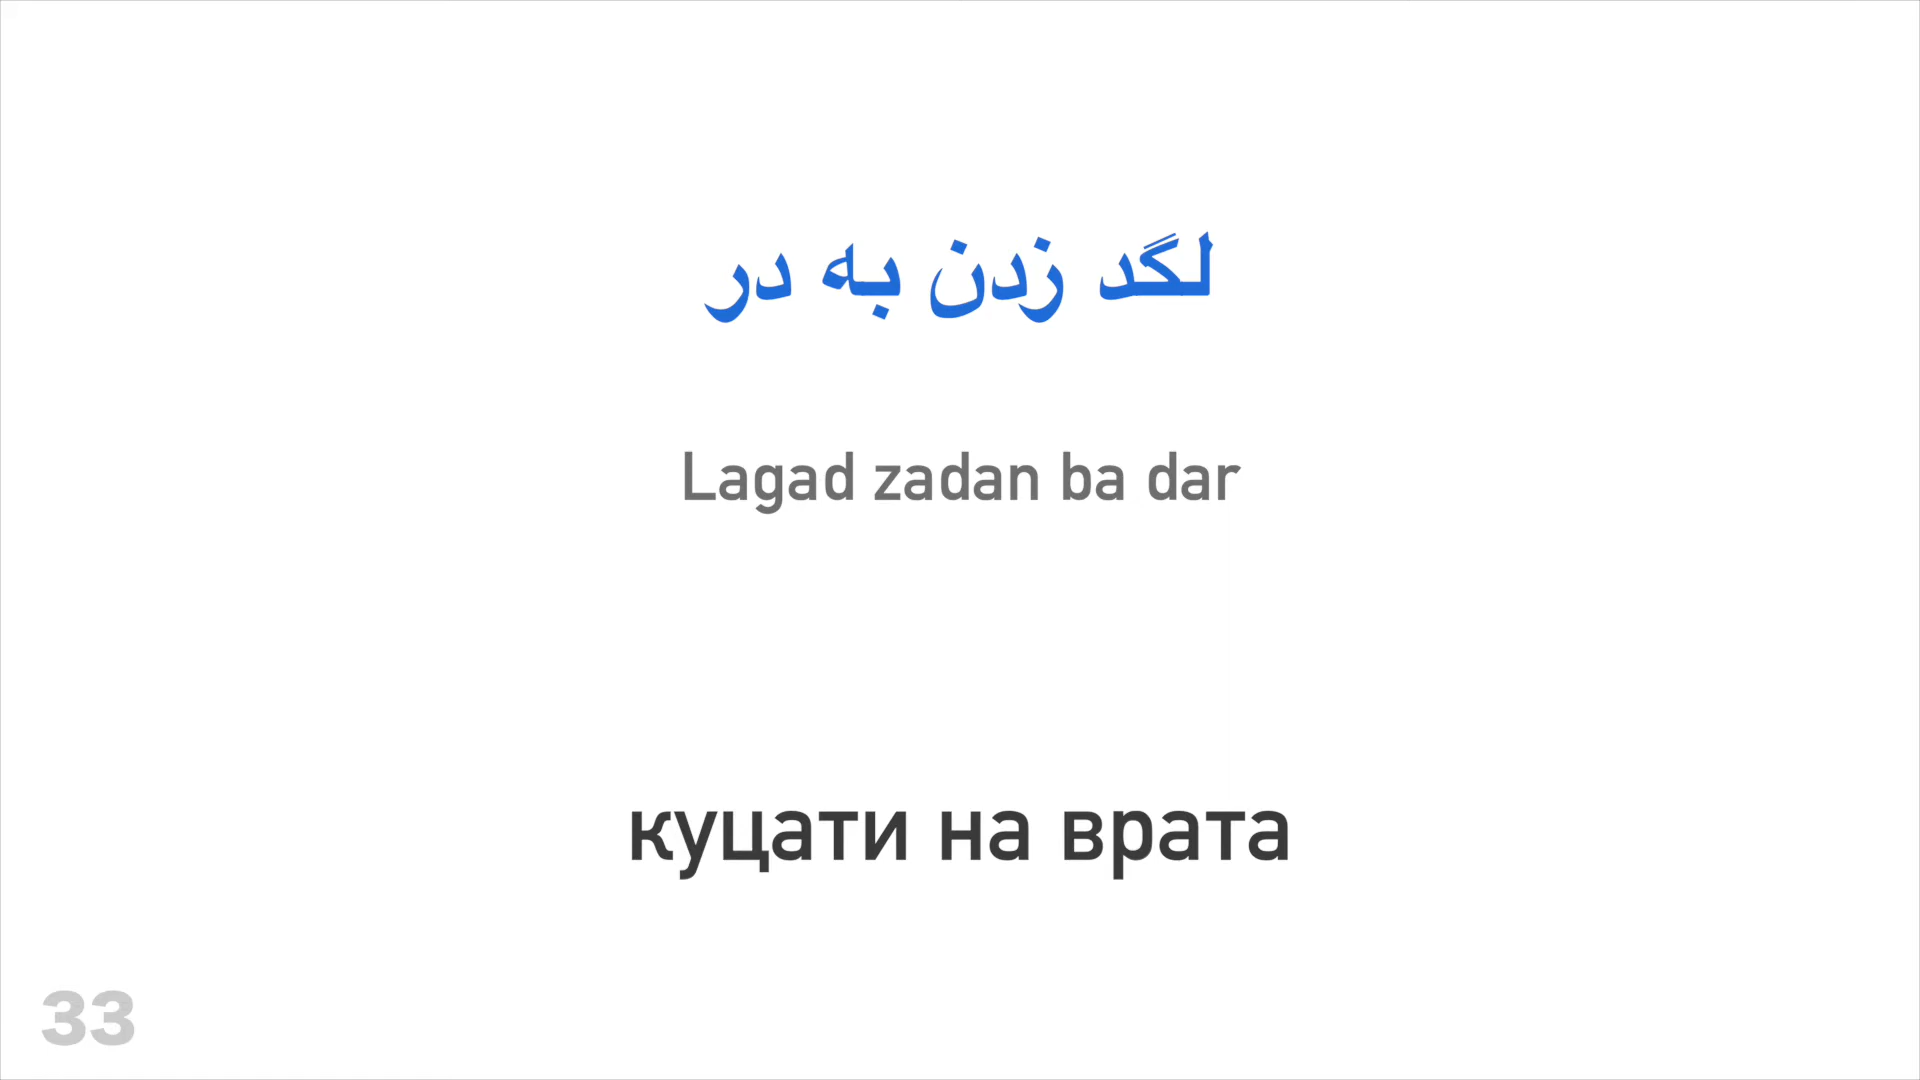 لگد زدن به در
Lagad zadan ba dar
куцати на врата
33